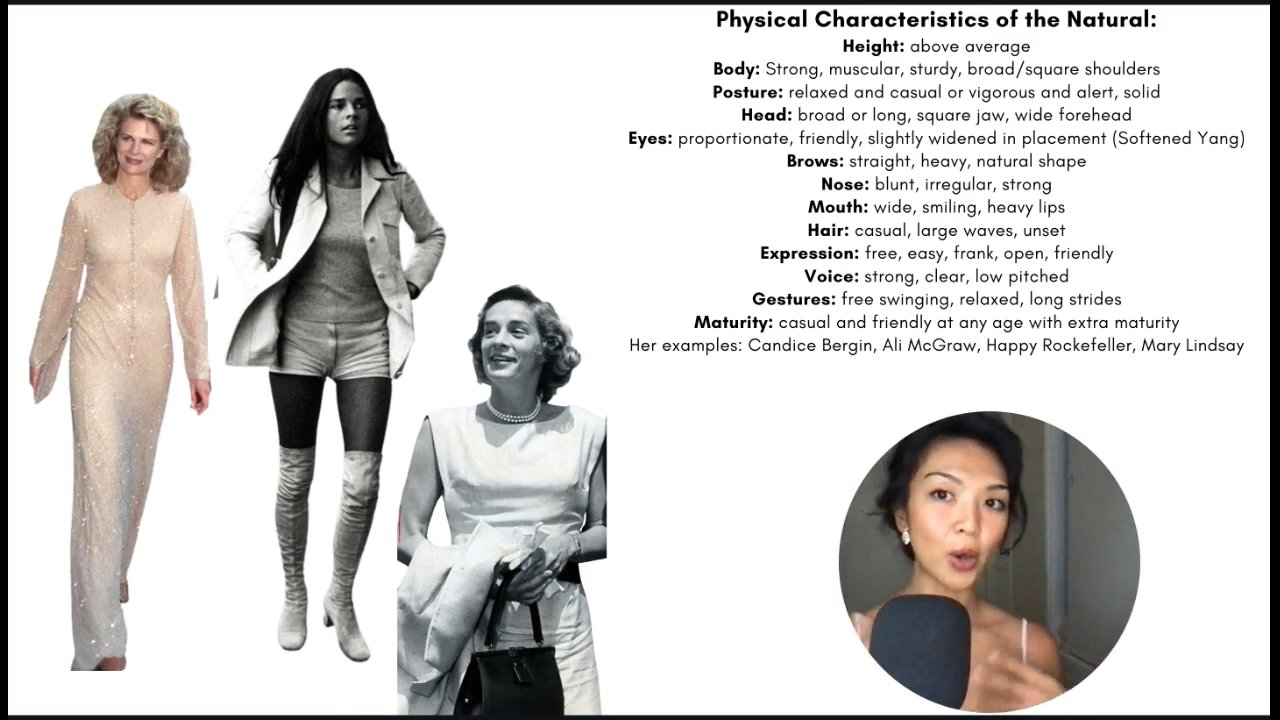 Physical Characteristics of the Natural:
Height: above average
Body: Strong, muscular, sturdy, broad/square shoulders
Posture: relaxed and casual or vigorous and alert, solid
Head: broad or long, square jaw, wide forehead
Eyes: proportionate, friendly, slightly widened in placement (Softened Yang)
Brows: straight, heavy, natural shape
Nose: blunt, irregular, strong
Mouth: wide, smiling, heavy lips
Hair: casual, large waves, unset
Expression: free, easy, frank, open, friendly
Voice: strong, clear, low pitched
Gestures: free swinging, relaxed, long strides
Maturity: casual and friendly at any age with extra maturity
Her examples: Candice Bergin, Ali McGraw, Happy Rockefeller, Mary Lindsay